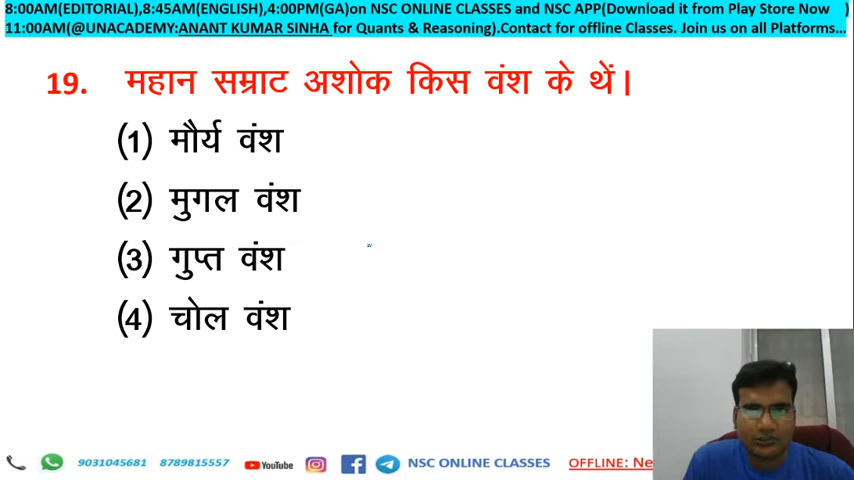 8:00AM(EDITORIAL),8:45AM(ENGLISH),4:00PM(GA)on NSC ONLINE CLASSES and NSC APP(Download it from Play Store Now )
11:00AM(@UNACADEMY:ANANT KUMAR SINHA for Quants & Reasoning).Contact for offline Classes. Join us on all Platforms...
19. महान सम्राट अशोक किस वंश के थें।
(1) मौर्य वंश
(2) मुगल वंश
(3) गुप्त वंश
(4) चोल वंश
9031045681 8789815557 YouTube NSC ONLINE CLASSES OFFLINE: Ne